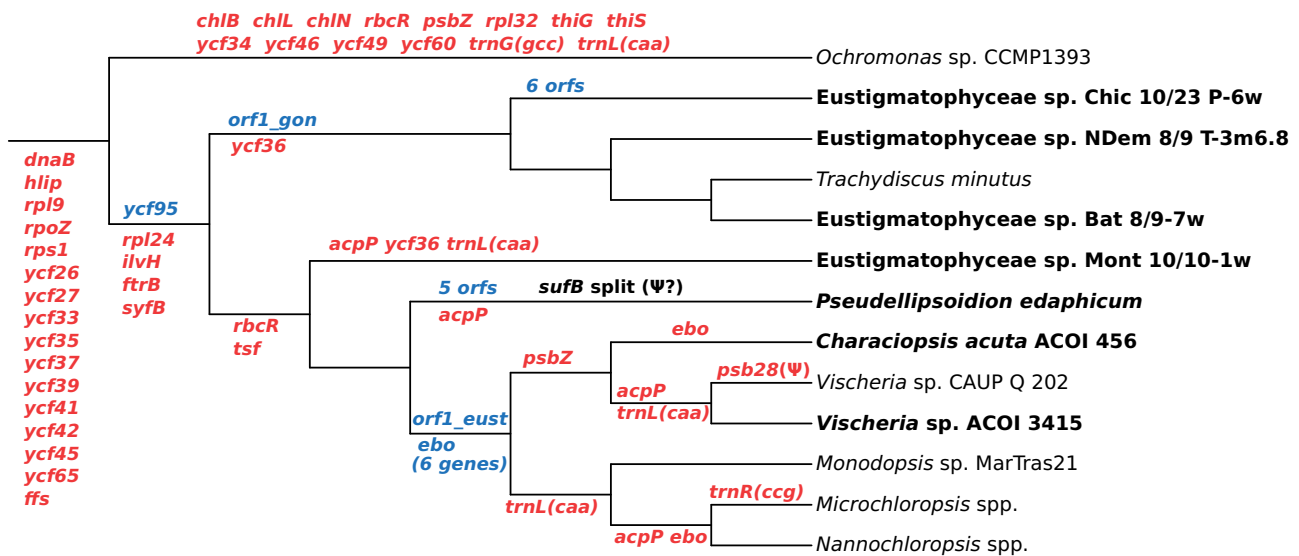 chlB chlL chlN rbcR psbZ rpl32 thiG thiS
ycf34 ycf46 ycf49 ycf60 trnG(gcc) trnL(caa)
Ochromonas sp. CCMP1393
6 orfs
Eustigmatophyceae sp. Chic 10/23 P-6w
orf1_gon
ycf36
Eustigmatophyceae sp. NDem 8/9 T-3m6.8
Trachydiscus minutus
Eustigmatophyceae sp. Bat 8/9-7w
dnaB
hlip
rpl9
rpoZ
rps1
ycf26
ycf27
ycf33
ycf35
ycf37
ycf39
ycf41
ycf42
ycf45
ycf65
ffs
ycf95
rpl24
ilvH
ftrB
syfB
acpP ycf36 trnL(caa)
Eustigmatophyceae sp. Mont 10/10-1w
rbcR
tsf
5 orfs
sufB split (Ψ?)
acpP
Pseudellipsoidion edaphicum
ebo
Characiopsis acuta ACOI 456
psbZ
psb28(Ψ)
acpP
trnL(caa)
Vischeria sp. CAUP Q 202
Vischeria sp. ACOI 3415
orf1_eust
ebo
(6 genes)
Monodopsis sp. MarTras21
trnL(caa)
trnR(ccg)
Microchloropsis spp.
acpP ebo
Nannochloropsis spp.